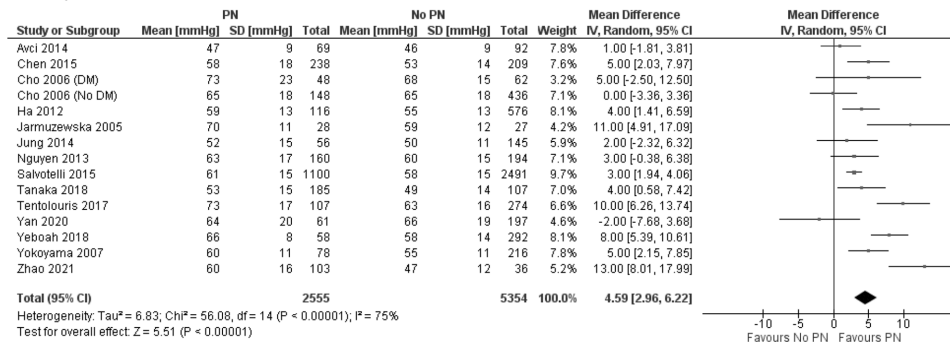 PN No PN Mean Difference Mean Difference
Study or Subgroup Mean [mmHg] SD [mmHg] Total Mean [mmHg] SD [mmHg] Total Weight IV, Random, 95% CI IV, Random, 95% CI
Avci 2014 47 9 69 46 9 92 7.8% 1.00 [-1.81, 3.81]
Chen 2015 58 18 238 53 14 209 7.6% 5.00 [2.03, 7.97]
Cho 2006 (DM) 73 23 48 68 18 62 3.0% 5.00 [-2.50, 12.50]
Cho 2006 (No DM) 65 18 148 65 18 436 7.1% 0.00 [-3.36, 3.36]
Ha 2012 59 13 116 55 13 576 8.1% 4.00 [1.41, 6.59]
Jarmuzewska 2005 70 11 28 59 12 27 4.2% 11.00 [4.91, 17.09]
Jung 2014 52 15 56 50 11 145 5.9% 2.00 [-2.32, 6.32]
Nguyen 2013 63 17 160 60 15 194 7.1% 3.00 [-0.38, 6.38]
Salvotelli 2015 61 15 1100 58 15 2491 9.8% 3.00 [1.94, 4.06]
Tanaka 2018 53 15 185 49 14 107 7.0% 4.00 [0.58, 7.42]
Tentolouris 2017 73 17 107 63 16 274 6.6% 10.00 [6.26, 13.74]
Yan 2020 64 20 61 66 19 197 4.5% -2.00 [-7.68, 3.68]
Yeboah 2018 66 8 58 58 14 292 8.1% 8.00 [5.39, 10.61]
Yokoyama 2007 60 11 78 55 11 216 7.8% 5.00 [2.15, 7.85]
Zhao 2021 60 16 103 47 12 36 5.2% 13.00 [8.01, 17.99]
Total (95% CI) 2555 5354 100.0% 4.59 [2.96, 6.22]
Heterogeneity: Tau² = 6.83; Chi² = 56.08, df = 14 (P < 0.00001); I² = 75%
Test for overall effect: Z = 5.51 (P < 0.00001)
-10 -5 0 5 10
Favours No PN Favours PN